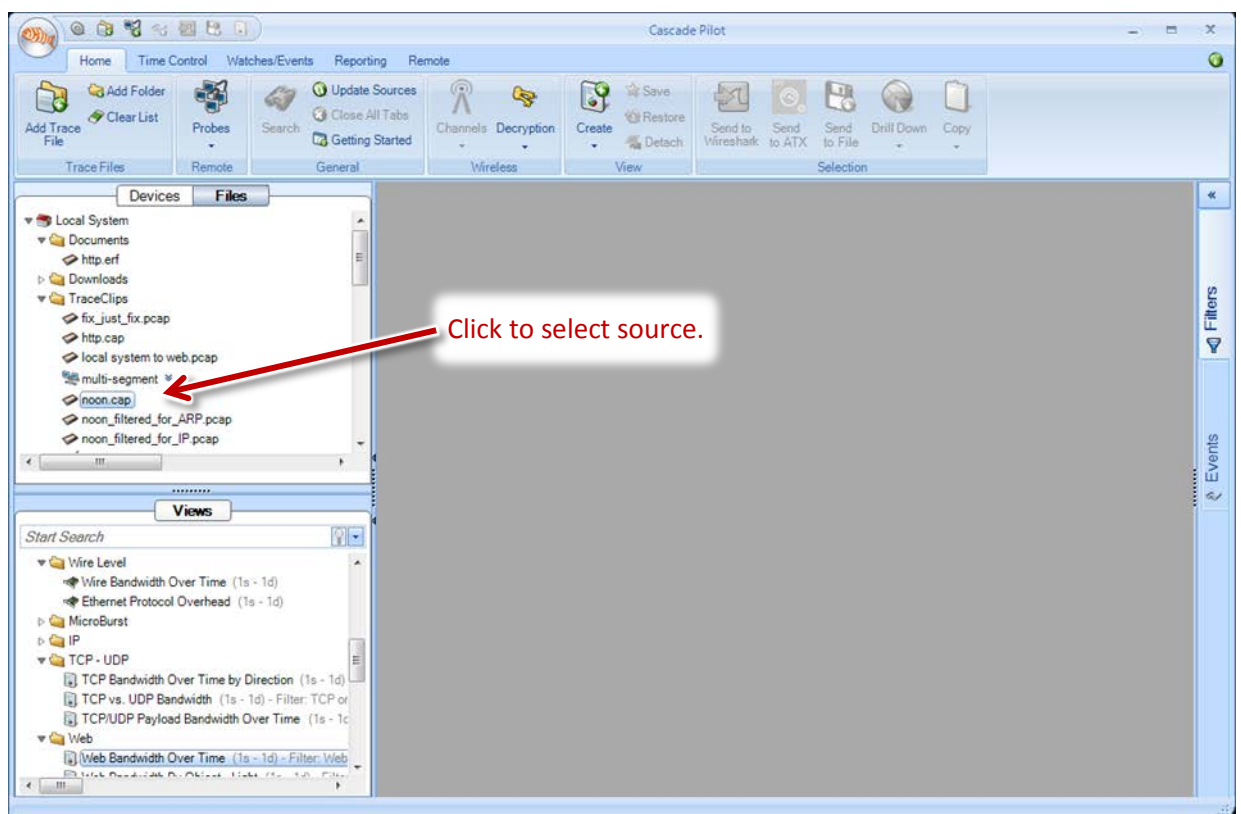 Cascade Pilot
Home Time Control Watches/Events Reporting Remote
Add Trace File
Add Folder
Clear List
Trace Files
Probes
Remote
Search
Update Sources
Close All Tabs
Getting Started
General
Channels
Decryption
Wireless
Create
Save
Restore
Detach
View
Send to Wireshark
Send to ATX
Send to File
Drill Down
Copy
Selection
Devices Files
Local System
Documents
http.erf
Downloads
TraceClips
fix_just_fix.pcap
http.cap
local system to web.pcap
multi-segment
noon.cap
noon_filtered_for_ARP.pcap
noon_filtered_for_IP.pcap
Click to select source.
Filters
Events
Views
Start Search
Wire Level
Wire Bandwidth Over Time (1s - 1d)
Ethernet Protocol Overhead (1s - 1d)
MicroBurst
IP
TCP - UDP
TCP Bandwidth Over Time by Direction (1s - 1d)
TCP vs. UDP Bandwidth (1s - 1d) - Filter: TCP or
TCP/UDP Payload Bandwidth Over Time (1s - 1
Web
Web Bandwidth Over Time (1s - 1d) - Filter: Web